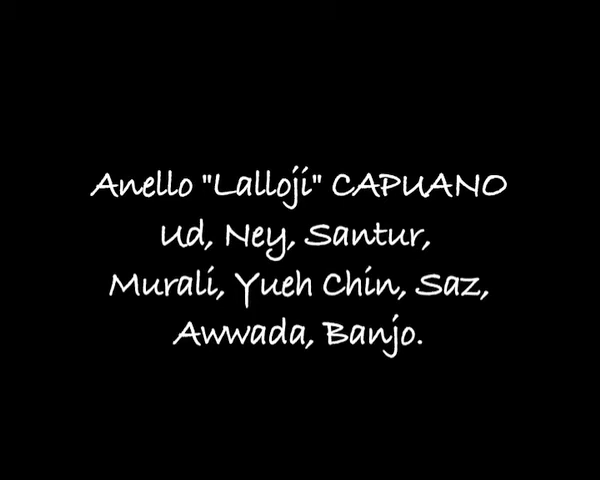 Anello "Lalloji" CAPUANO
Ud, Ney, Santur,
Murali, Yueh Chin, Saz,
Awwada, Banjo.